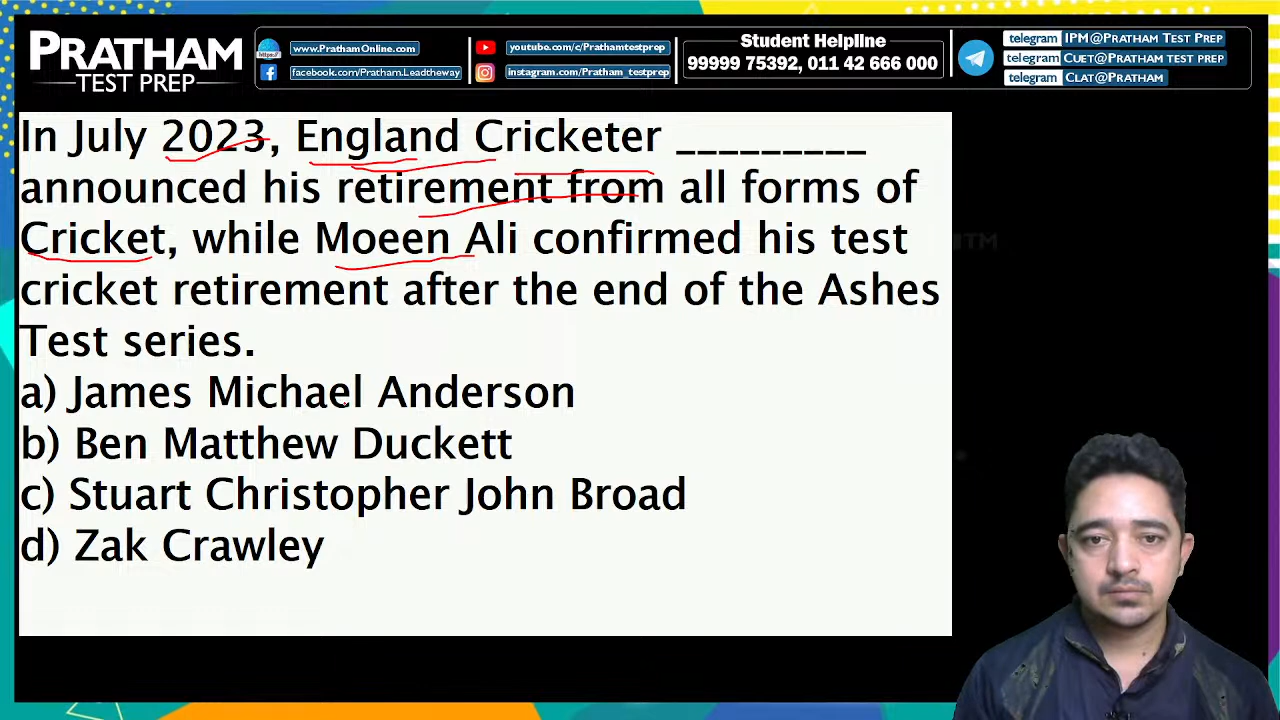 PRATHAM
TEST PREP
https://
www.PrathamOnline.com
facebook.com/Pratham.Leadtheway
youtube.com/c/Prathamtestprep
instagram.com/Pratham_testprep
Student Helpline
99999 75392, 011 42 666 000
telegram IPM@PRATHAM TEST PREP
telegram CUET@PRATHAM TEST PREP
telegram CLAT@PRATHAM
In July 2023, England Cricketer _________
announced his retirement from all forms of
Cricket, while Moeen Ali confirmed his test
cricket retirement after the end of the Ashes
Test series.
a) James Michael Anderson
b) Ben Matthew Duckett
c) Stuart Christopher John Broad
d) Zak Crawley